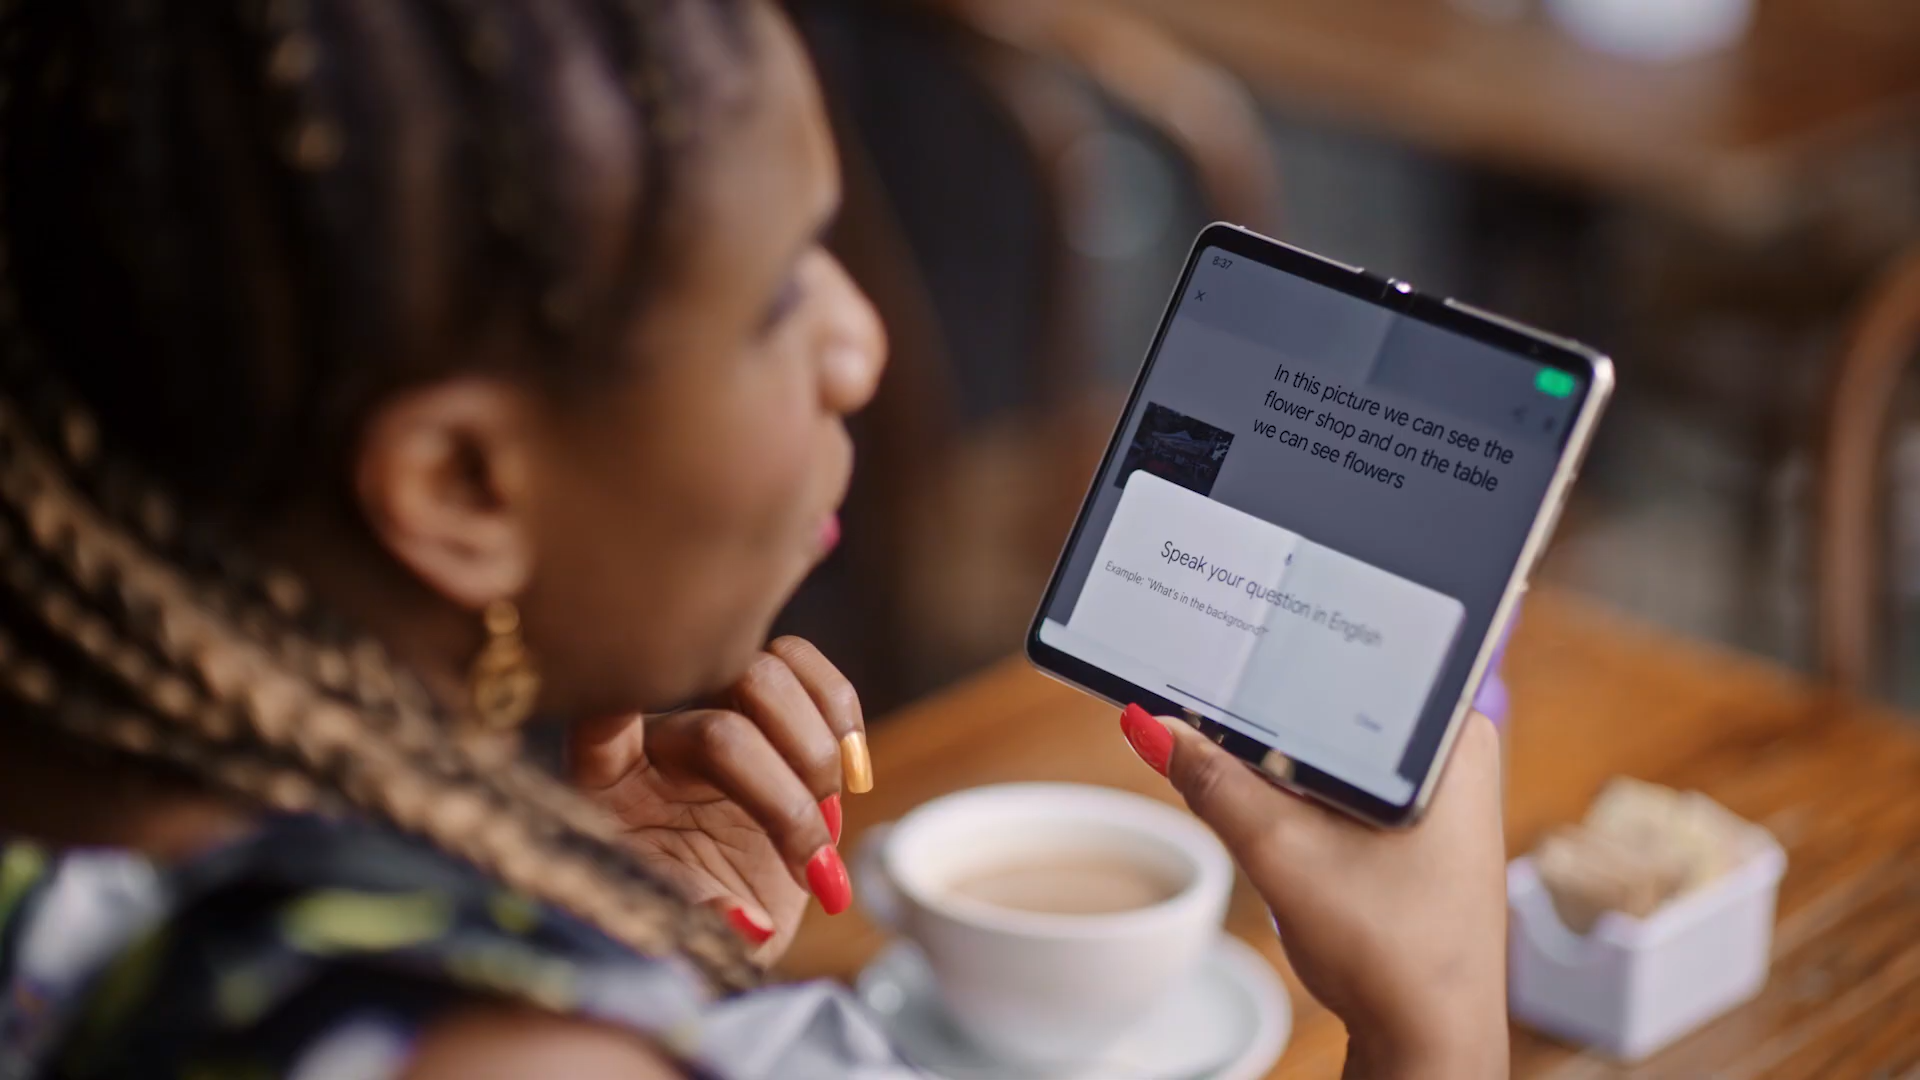 8:37
In this picture we can see the
flower shop and on the table
we can see flowers
Speak your question in English
Example: "What's in the background?"